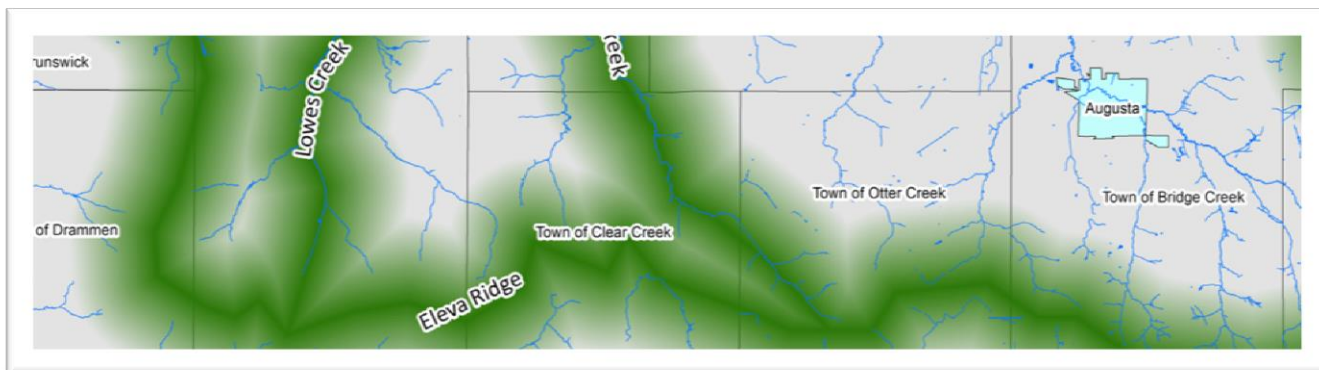 runswick
Lowes Creek
reek
Augusta
Town of Otter Creek
Town of Bridge Creek
of Drammen
Town of Clear Creek
Eleva Ridge